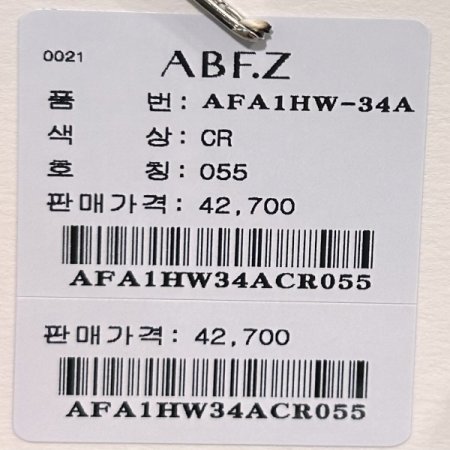 0021 ABF.Z
품 번: AFA1HW-34A
색 상: CR
호 칭: 055
판매가격: 42,700
AFA1HW34ACR055
판매가격: 42,700
AFA1HW34ACR055